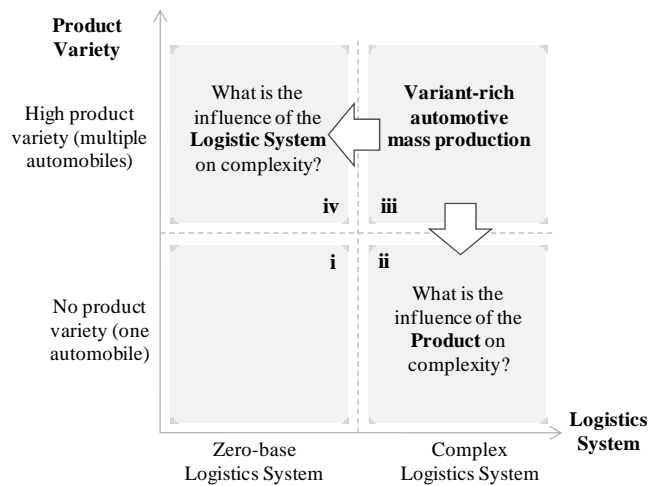 Product
Variety
High product
variety (multiple
automobiles)
What is the
influence of the
Logistic System
on complexity?
iv
Variant-rich
automotive
mass production
iii
No product
variety (one
automobile)
i
ii
What is the
influence of the
Product on
complexity?
Logistics
System
Zero-base
Logistics System
Complex
Logistics System